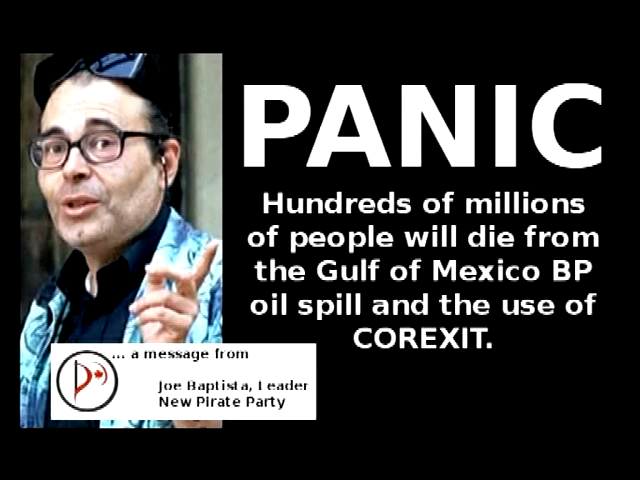 PANIC
Hundreds of millions
of people will die from
the Gulf of Mexico BP
oil spill and the use of
COREXIT.
... a message from
Joe Baptista, Leader
New Pirate Party